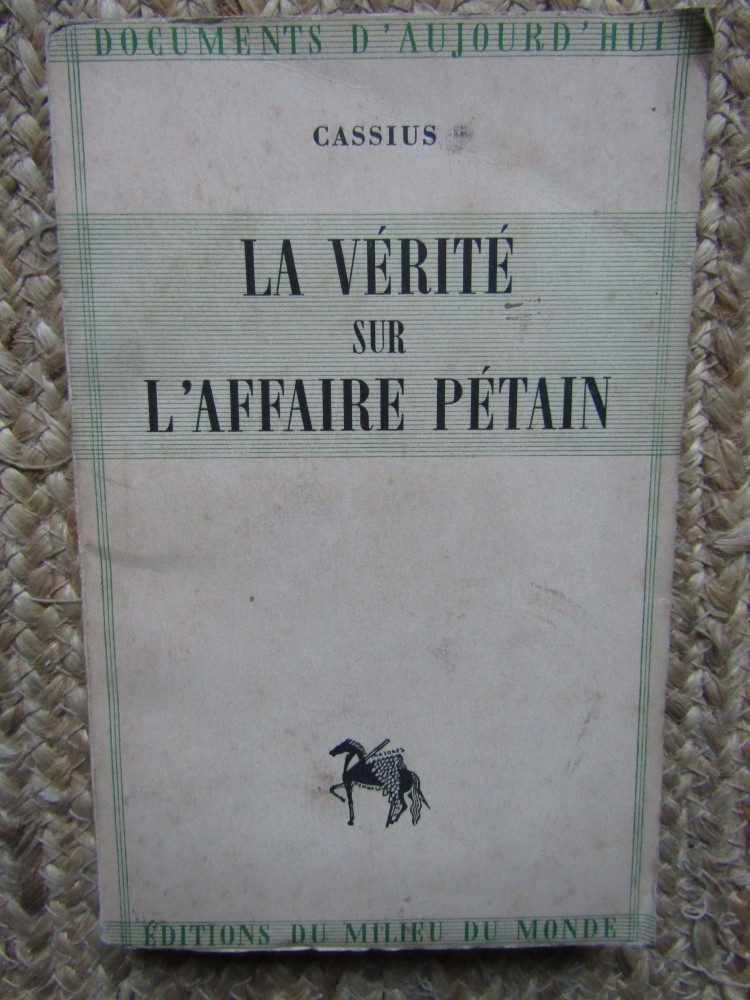 DOCUMENTS D'AUJOURD'HUI
CASSIUS
LA VÉRITÉ
SUR
L'AFFAIRE PÉTAIN
ÉDITIONS DU MILIEU DU MONDE